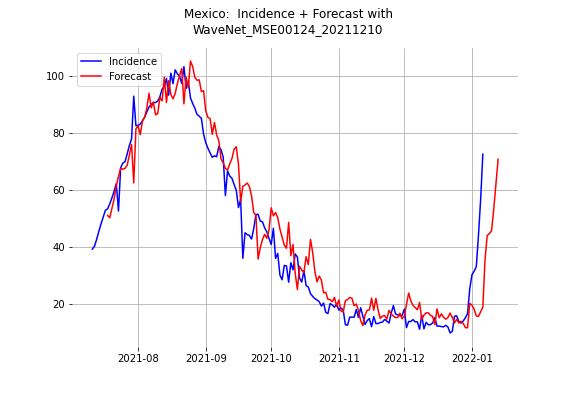 Mexico:  Incidence + Forecast with
WaveNet_MSE00124_20211210
Incidence
Forecast
100
80
60
40
20
2021-08
2021-09
2021-10
2021-11
2021-12
2022-01